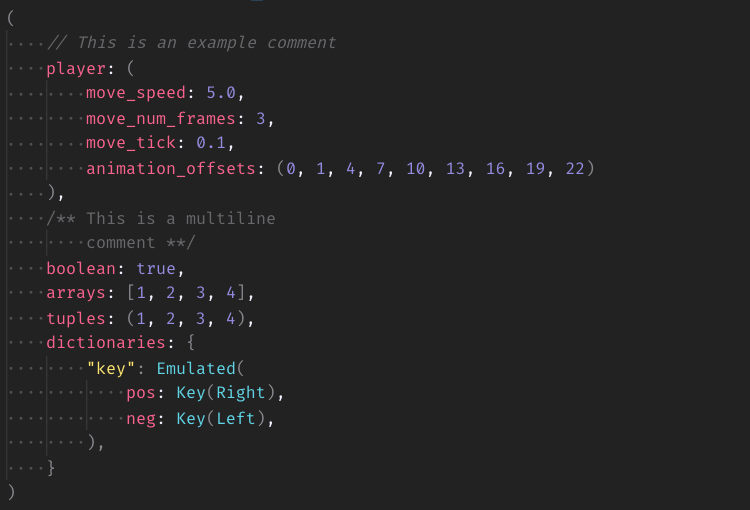 (
    // This is an example comment
    player: (
        move_speed: 5.0,
        move_num_frames: 3,
        move_tick: 0.1,
        animation_offsets: (0, 1, 4, 7, 10, 13, 16, 19, 22)
    ),
    /** This is a multiline
        comment **/
    boolean: true,
    arrays: [1, 2, 3, 4],
    tuples: (1, 2, 3, 4),
    dictionaries: {
        "key": Emulated(
            pos: Key(Right),
            neg: Key(Left),
        ),
    }
)